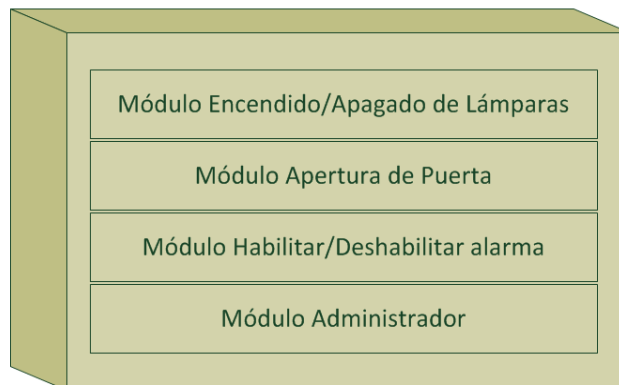 Módulo Encendido/Apagado de Lámparas
Módulo Apertura de Puerta
Módulo Habilitar/Deshabilitar alarma
Módulo Administrador